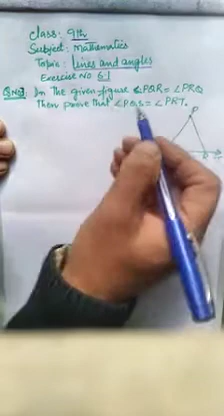 Class: 9th
Subject: Mathematics
Topic: lines and angles
Exercise No 6.1
Q.No3. In the given figure ∠PQR = ∠PRQ
Then prove that ∠PQS = ∠PRT.
P